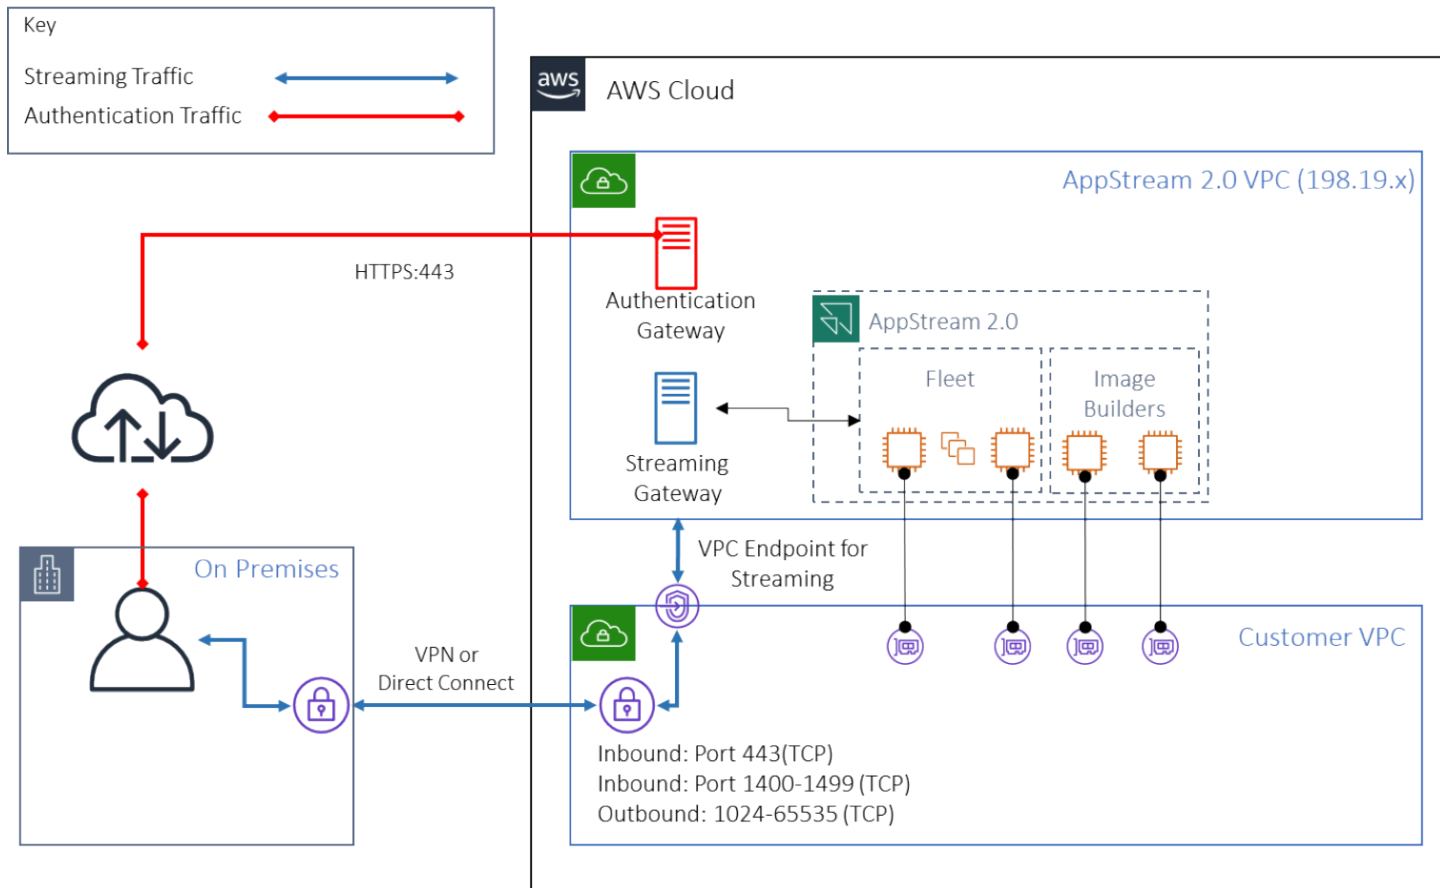 Key
Streaming Traffic
Authentication Traffic
aws
AWS Cloud
AppStream 2.0 VPC (198.19.x)
HTTPS:443
Authentication
Gateway
AppStream 2.0
Fleet
Image
Builders
Streaming
Gateway
VPC Endpoint for
Streaming
On Premises
Customer VPC
VPN or
Direct Connect
Inbound: Port 443(TCP)
Inbound: Port 1400-1499 (TCP)
Outbound: 1024-65535 (TCP)